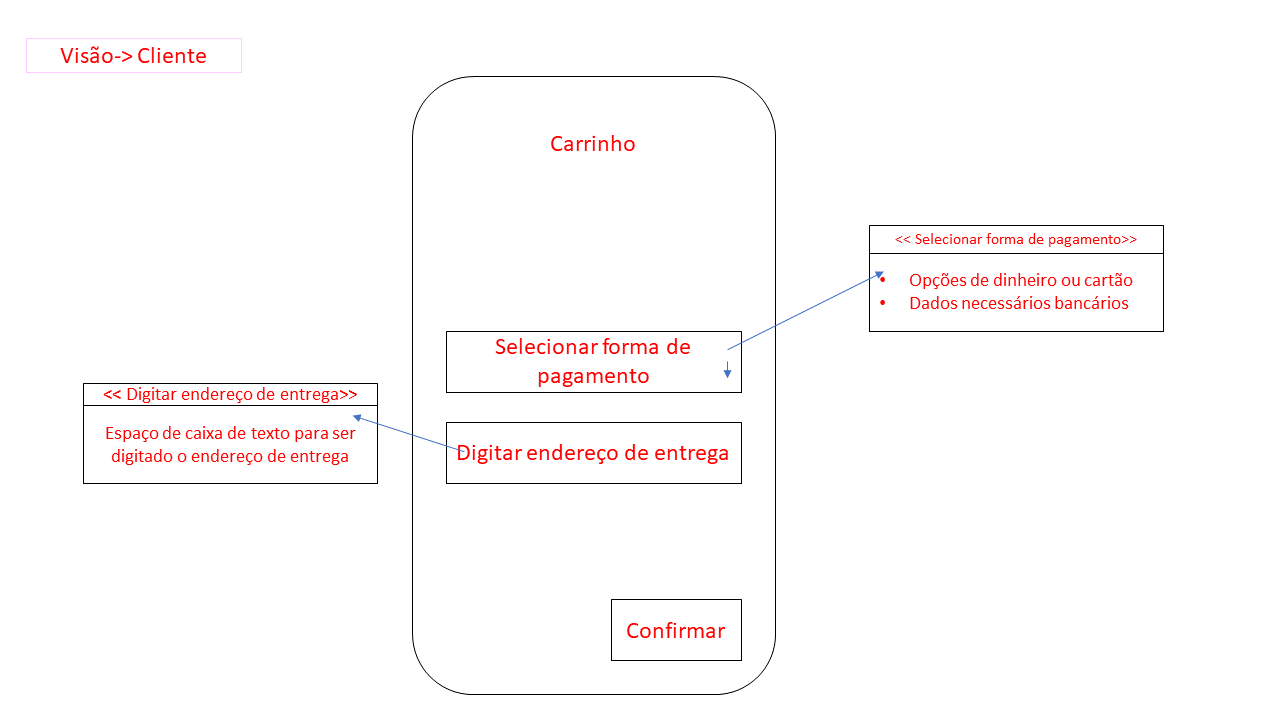 Visão-> Cliente
Carrinho
<< Selecionar forma de pagamento>>
• Opções de dinheiro ou cartão
• Dados necessários bancários
Selecionar forma de
pagamento
<< Digitar endereço de entrega>>
Espaço de caixa de texto para ser
digitado o endereço de entrega
Digitar endereço de entrega
Confirmar